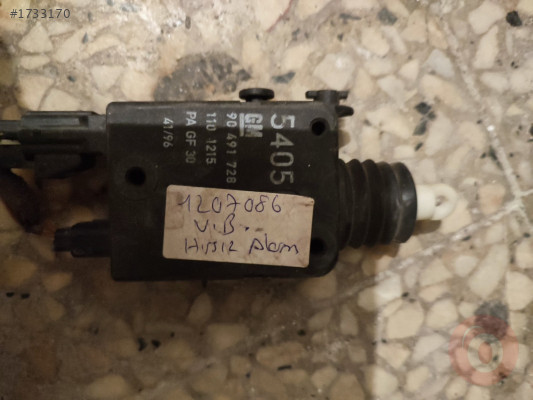 #1733170
5405
GM
90 491 728
110 1215
PA GF 30
41/96
1207086
V.B..
Hırsız Alarm